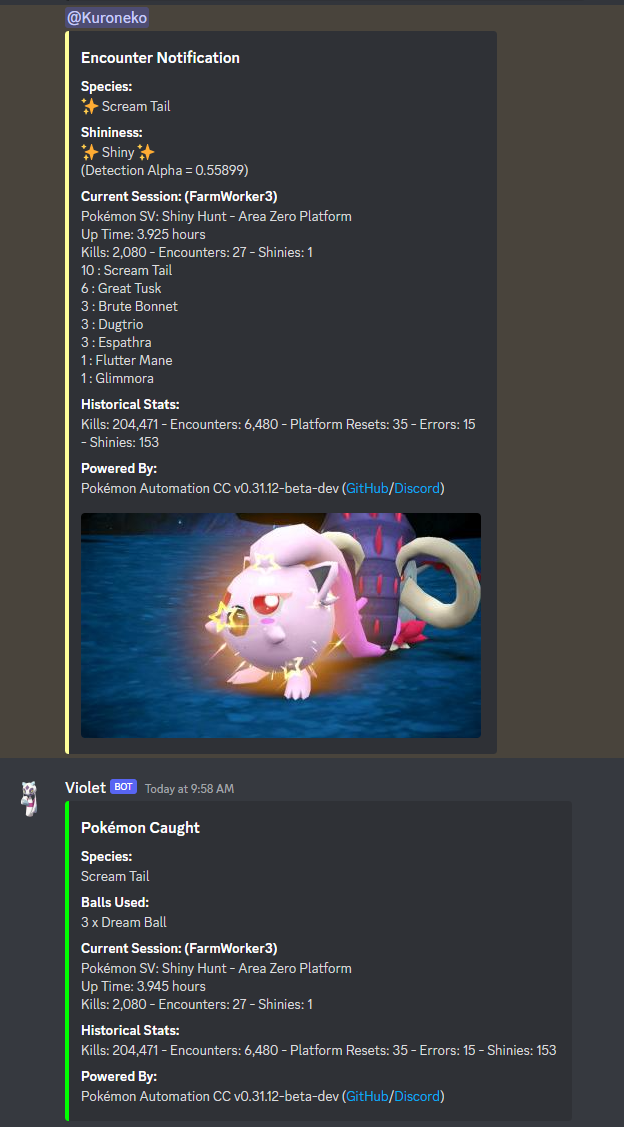 @Kuroneko
Encounter Notification
Species:
✨ Scream Tail
Shininess:
✨ Shiny ✨
(Detection Alpha = 0.55899)
Current Session: (FarmWorker3)
Pokémon SV: Shiny Hunt - Area Zero Platform
Up Time: 3.925 hours
Kills: 2,080 - Encounters: 27 - Shinies: 1
10 : Scream Tail
6 : Great Tusk
3 : Brute Bonnet
3 : Dugtrio
3 : Espathra
1 : Flutter Mane
1 : Glimmora
Historical Stats:
Kills: 204,471 - Encounters: 6,480 - Platform Resets: 35 - Errors: 15
- Shinies: 153
Powered By:
Pokémon Automation CC v0.31.12-beta-dev (GitHub/Discord)
Violet BOT Today at 9:58 AM
Pokémon Caught
Species:
Scream Tail
Balls Used:
3 x Dream Ball
Current Session: (FarmWorker3)
Pokémon SV: Shiny Hunt - Area Zero Platform
Up Time: 3.945 hours
Kills: 2,080 - Encounters: 27 - Shinies: 1
Historical Stats:
Kills: 204,471 - Encounters: 6,480 - Platform Resets: 35 - Errors: 15 - Shinies: 153
Powered By:
Pokémon Automation CC v0.31.12-beta-dev (GitHub/Discord)